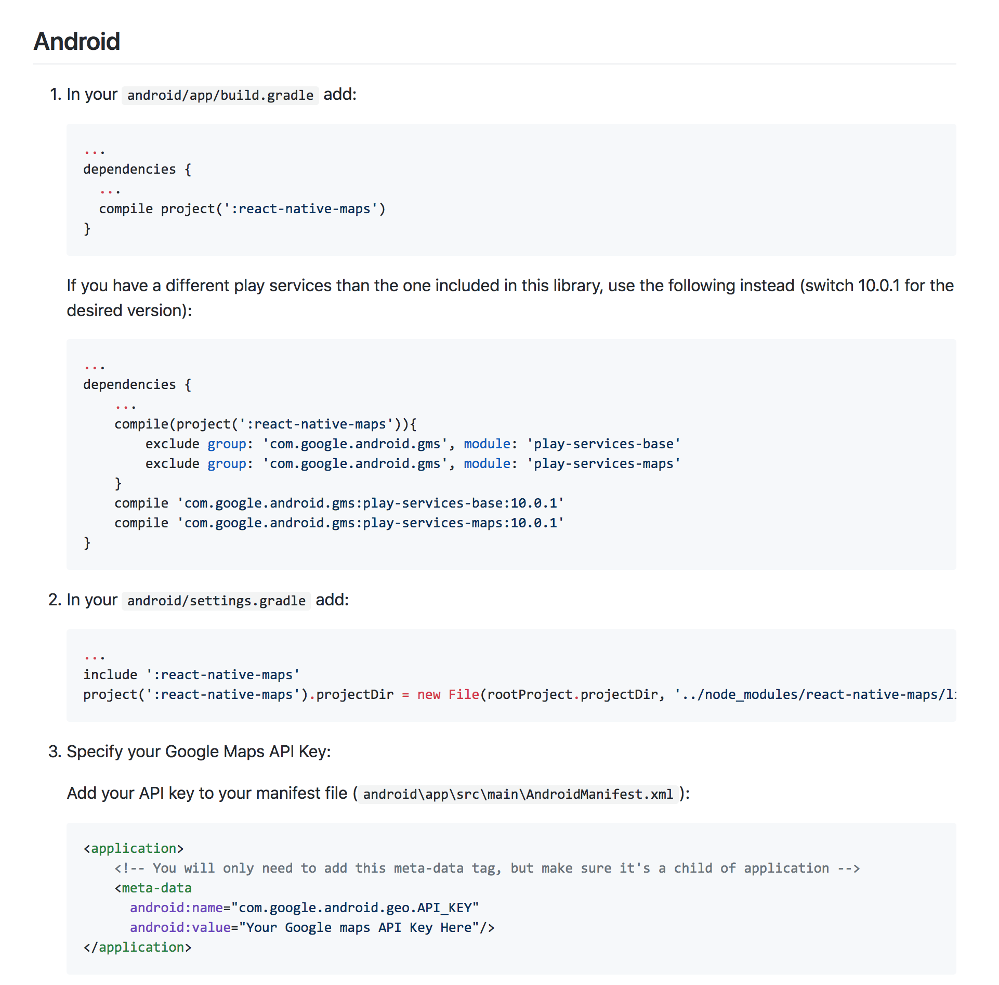 Android
1. In your android/app/build.gradle add:
...
dependencies {
  ...
  compile project(':react-native-maps')
}
If you have a different play services than the one included in this library, use the following instead (switch 10.0.1 for the
desired version):
...
dependencies {
    ...
    compile(project(':react-native-maps')){
        exclude group: 'com.google.android.gms', module: 'play-services-base'
        exclude group: 'com.google.android.gms', module: 'play-services-maps'
    }
    compile 'com.google.android.gms:play-services-base:10.0.1'
    compile 'com.google.android.gms:play-services-maps:10.0.1'
}
2. In your android/settings.gradle add:
...
include ':react-native-maps'
project(':react-native-maps').projectDir = new File(rootProject.projectDir, '../node_modules/react-native-maps/li
3. Specify your Google Maps API Key:
Add your API key to your manifest file (android\app\src\main\AndroidManifest.xml):
<application>
    <!-- You will only need to add this meta-data tag, but make sure it's a child of application -->
    <meta-data
      android:name="com.google.android.geo.API_KEY"
      android:value="Your Google maps API Key Here"/>
</application>